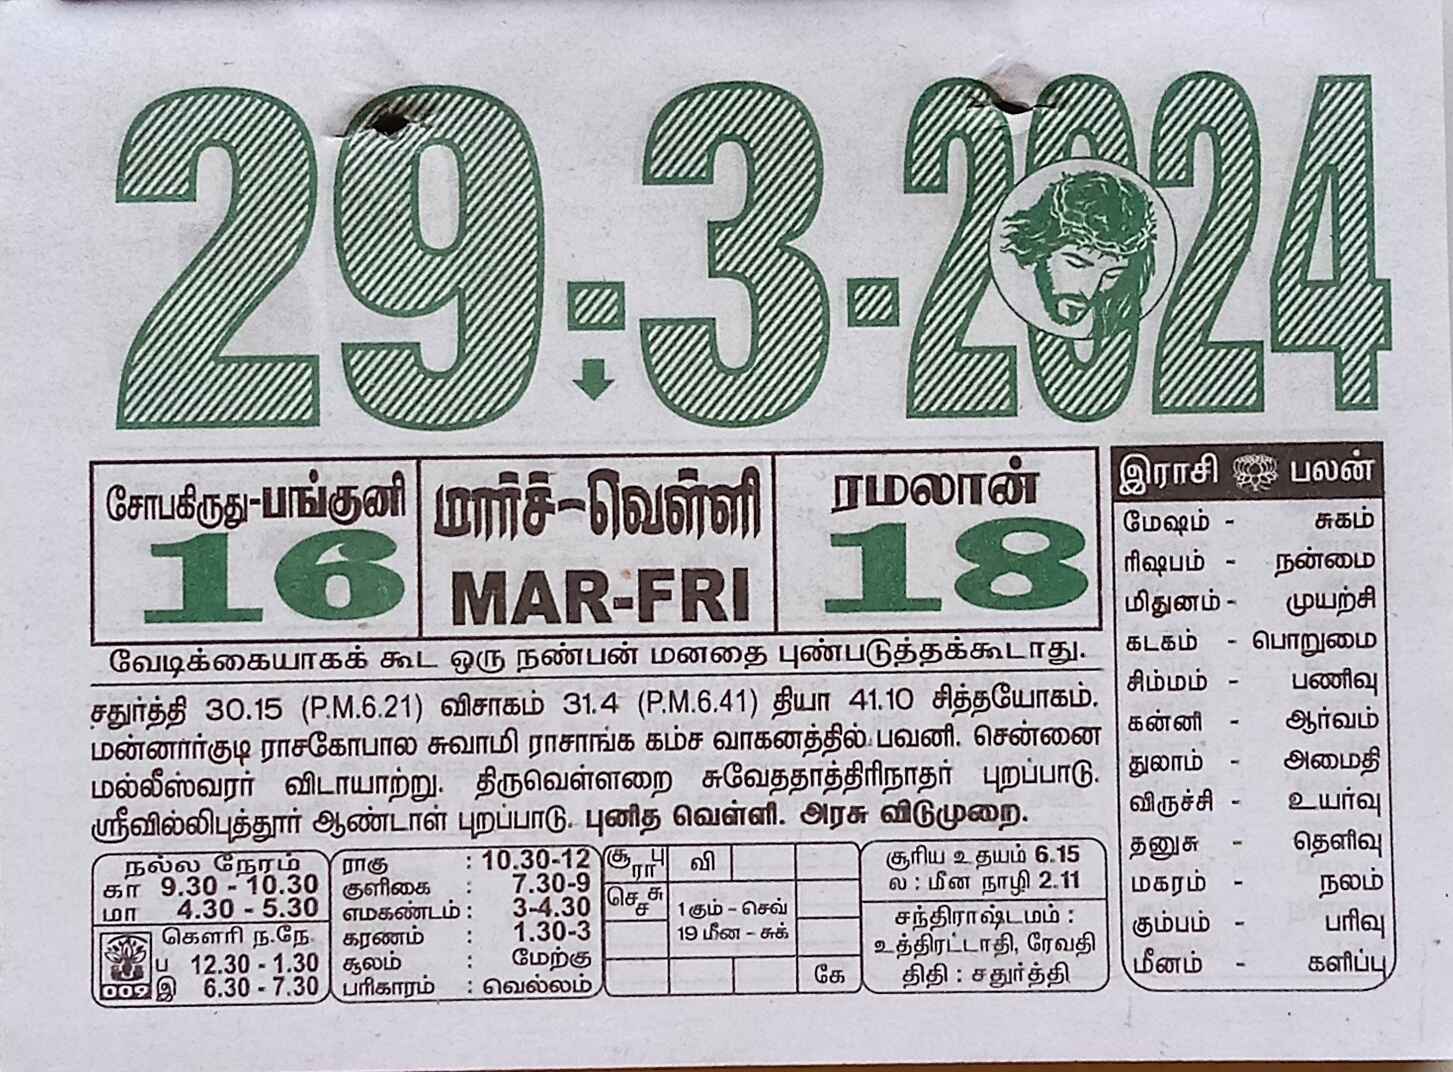 29-3-2024
சோபகிருது-பங்குனி
16
மார்ச்-வெள்ளி
MAR-FRI
ரமலான்
18
வேடிக்கையாகக் கூட ஒரு நண்பன் மனதை புண்படுத்தக்கூடாது.
சதுர்த்தி 30.15 (P.M.6.21) விசாகம் 31.4 (P.M.6.41) தியா 41.10 சித்தயோகம்.
மன்னார்குடி ராசகோபால சுவாமி ராசாங்க கம்ச வாகனத்தில் பவனி. சென்னை
மல்லீஸ்வரர் விடாயாற்று. திருவெள்ளறை சுவேததாத்திரிநாதர் புறப்பாடு.
ஸ்ரீவில்லிபுத்தூர் ஆண்டாள் புறப்பாடு. புனித வெள்ளி. அரசு விடுமுறை.
நல்ல நேரம்
கா 9.30 - 10.30
மா 4.30 - 5.30
கௌரி ந.நே.
ப 12.30 - 1.30
இ 6.30 - 7.30
009
ராகு : 10.30-12
குளிகை : 7.30-9
எமகண்டம் : 3-4.30
கரணம் : 1.30-3
சூலம் : மேற்கு
பரிகாரம் : வெல்லம்
சூ பு வி
ரா
செ சு
ச
1 கும் - செவ்
19 மீன - சுக்
கே
சூரிய உதயம் 6.15
ல : மீன நாழி 2.11
சந்திராஷ்டமம் :
உத்திரட்டாதி, ரேவதி
திதி : சதுர்த்தி
இராசி பலன்
மேஷம் - சுகம்
ரிஷபம் - நன்மை
மிதுனம் - முயற்சி
கடகம் - பொறுமை
சிம்மம் - பணிவு
கன்னி - ஆர்வம்
துலாம் - அமைதி
விருச்சி - உயர்வு
தனுசு - தெளிவு
மகரம் - நலம்
கும்பம் - பரிவு
மீனம் - களிப்பு